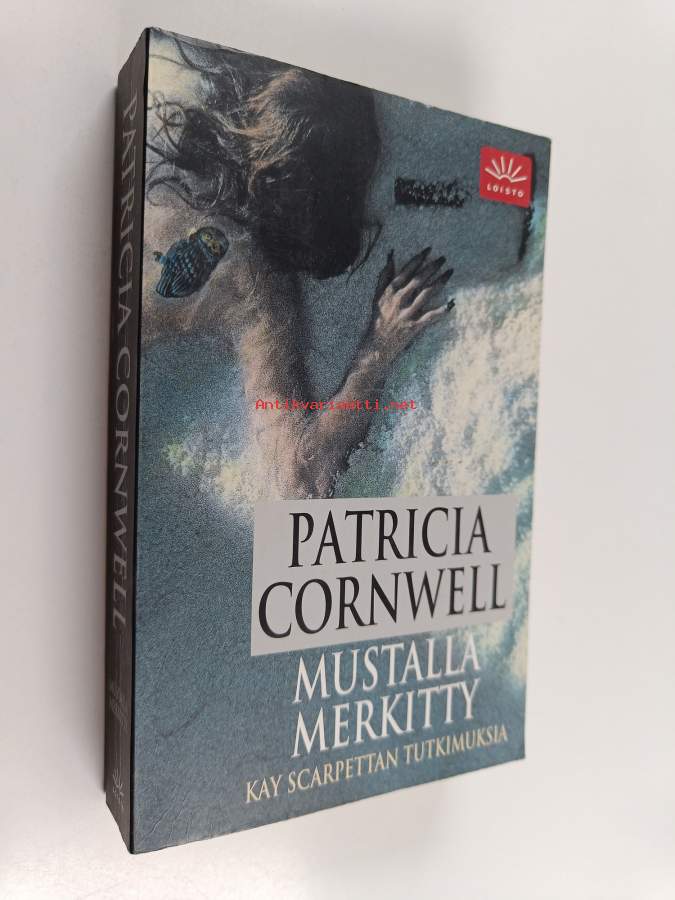 PATRICIA CORNWELL
LOISTO
Antikvariaatti.net
PATRICIA
CORNWELL
MUSTALLA
MERKITTY
KAY SCARPETTAN TUTKIMUKSIA